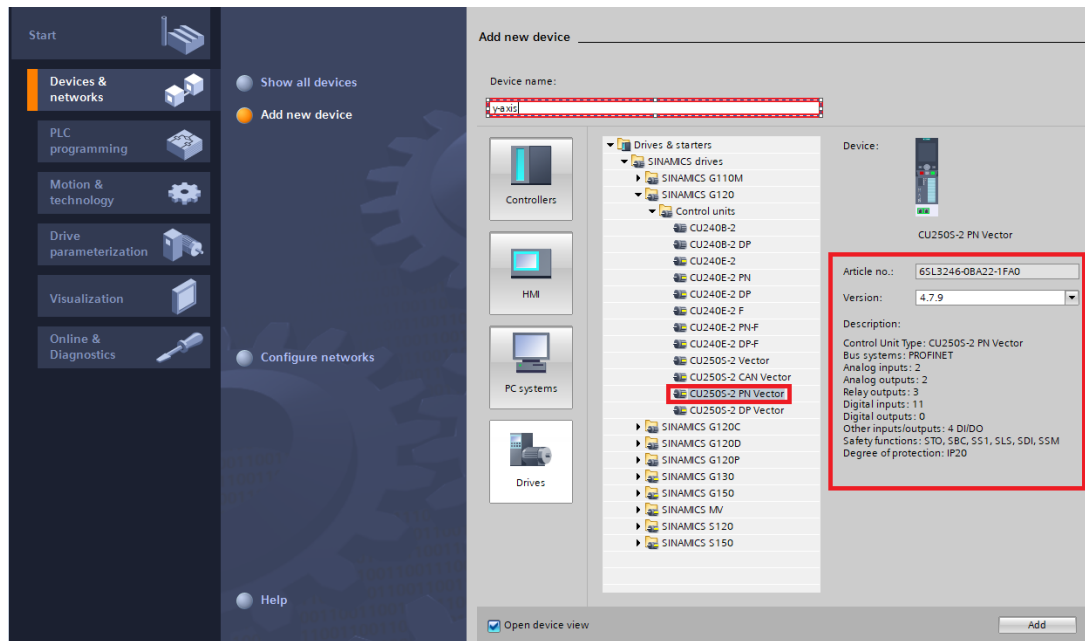 Start
Devices &
networks
PLC
programming
Motion &
technology
Drive
parameterization
Visualization
Online &
Diagnostics
Show all devices
Add new device
Configure networks
Help
Add new device
Device name:
y-axis
Controllers
HMI
PC systems
Drives
Drives & starters
SINAMICS drives
SINAMICS G110M
SINAMICS G120
Control units
CU240B-2
CU240B-2 DP
CU240E-2
CU240E-2 PN
CU240E-2 DP
CU240E-2 F
CU240E-2 PN-F
CU240E-2 DP-F
CU250S-2 Vector
CU250S-2 CAN Vector
CU250S-2 PN Vector
CU250S-2 DP Vector
SINAMICS G120C
SINAMICS G120D
SINAMICS G120P
SINAMICS G130
SINAMICS G150
SINAMICS MV
SINAMICS S120
SINAMICS S150
Device:
CU250S-2 PN Vector
Article no.: 6SL3246-0BA22-1FA0
Version: 4.7.9
Description:
Control Unit Type: CU250S-2 PN Vector
Bus systems: PROFINET
Analog inputs: 2
Analog outputs: 2
Relay outputs: 3
Digital inputs: 11
Digital outputs: 0
Other inputs/outputs: 4 DI/DO
Safety functions: STO, SBC, SS1, SLS, SDI, SSM
Degree of protection: IP20
Open device view
Add